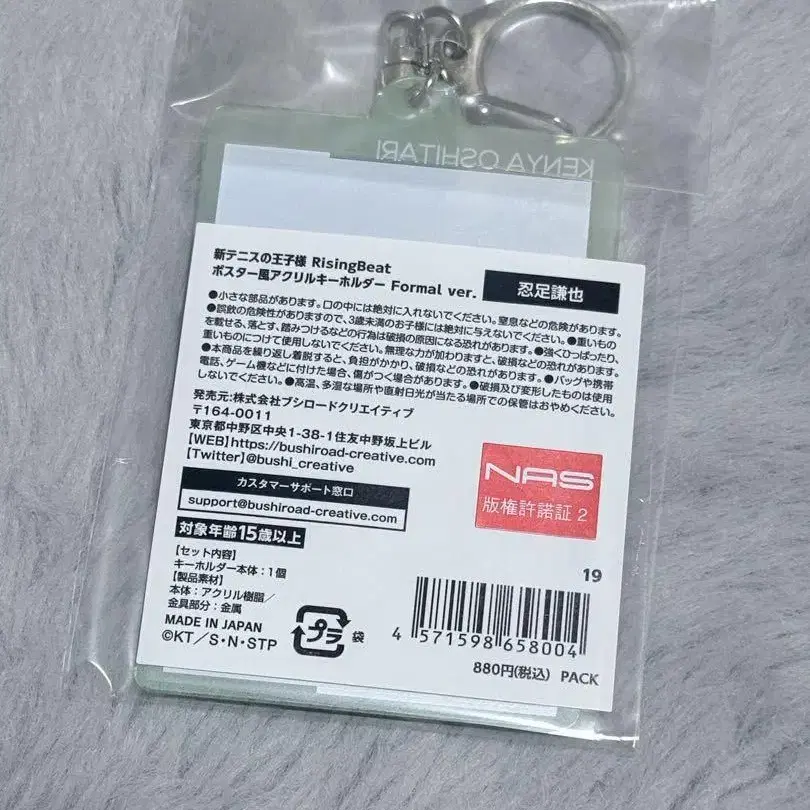 KENYA OSHITARI
新テニスの王子様 RisingBeat
ポスター風アクリルキーホルダー Formal ver.
忍足謙也
●小さな部品があります。口の中には絶対に入れないでください。窒息などの危険があります。
●誤飲の危険性がありますので、3歳未満のお子様には絶対に与えないでください。●重いもの
を載せる、落とす、踏みつけるなどの行為は破損の原因になる恐れがあります。●強くひっぱったり、
重いものにつけて使用しないでください。無理な力が加わりますと、破損などの恐れがあります。
●本商品を繰り返し着脱すると、負担がかかり、破損などの恐れがあります。●バッグや携帯
電話、ゲーム機などに付けた場合、傷がつく場合があります。●破損及び変形したものは使用
しないでください。●高温、多湿な場所や直射日光が当たる場所での保管はおやめください。
発売元:株式会社ブシロードクリエイティブ
〒164-0011
東京都中野区中央1-38-1住友中野坂上ビル
【WEB】https://bushiroad-creative.com
【Twitter】@bushi_creative
カスタマーサポート窓口
support@bushiroad-creative.com
対象年齢15歳以上
【セット内容】
キーホルダー本体:1個
【製品素材】
本体:アクリル樹脂/
金具部分:金属
MADE IN JAPAN
©KT/S・N・STP
プラ
袋
NAS
版権許諾証 2
19
4 571598 658004
880円(税込) PACK